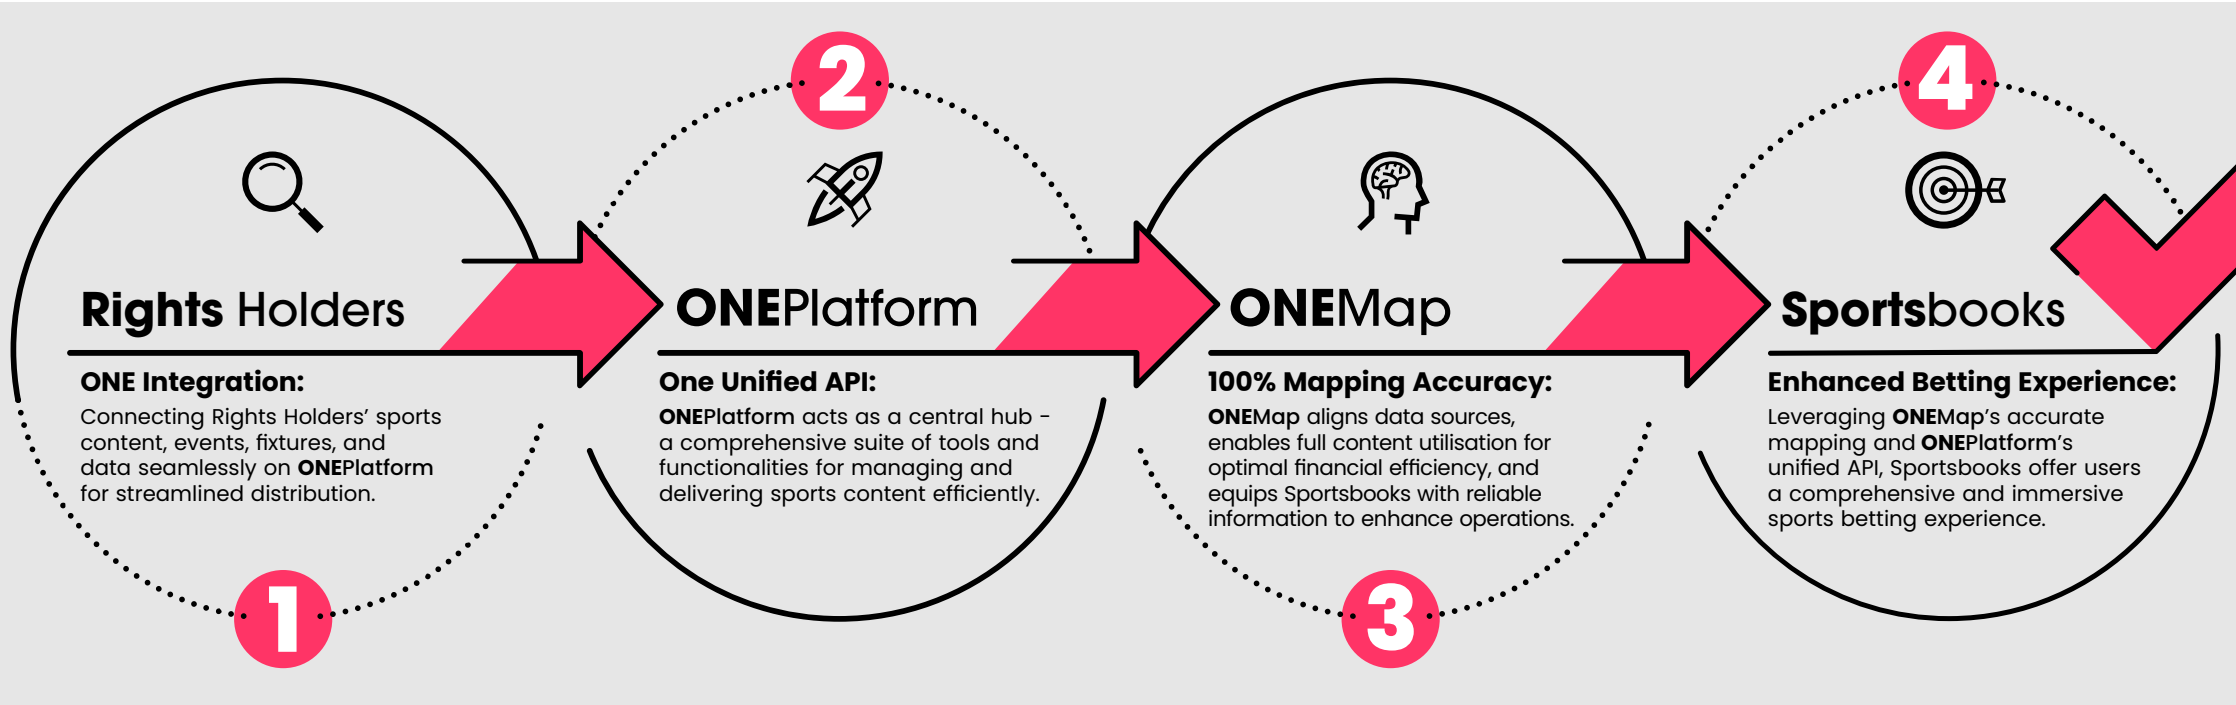 1
Rights Holders
ONE Integration:
Connecting Rights Holders’ sports
content, events, fixtures, and
data seamlessly on ONEPlatform
for streamlined distribution.
2
ONEPlatform
One Unified API:
ONEPlatform acts as a central hub -
a comprehensive suite of tools and
functionalities for managing and
delivering sports content efficiently.
3
ONEMap
100% Mapping Accuracy:
ONEMap aligns data sources,
enables full content utilisation for
optimal financial efficiency, and
equips Sportsbooks with reliable
information to enhance operations.
4
Sportsbooks
Enhanced Betting Experience:
Leveraging ONEMap’s accurate
mapping and ONEPlatform’s
unified API, Sportsbooks offer users
a comprehensive and immersive
sports betting experience.